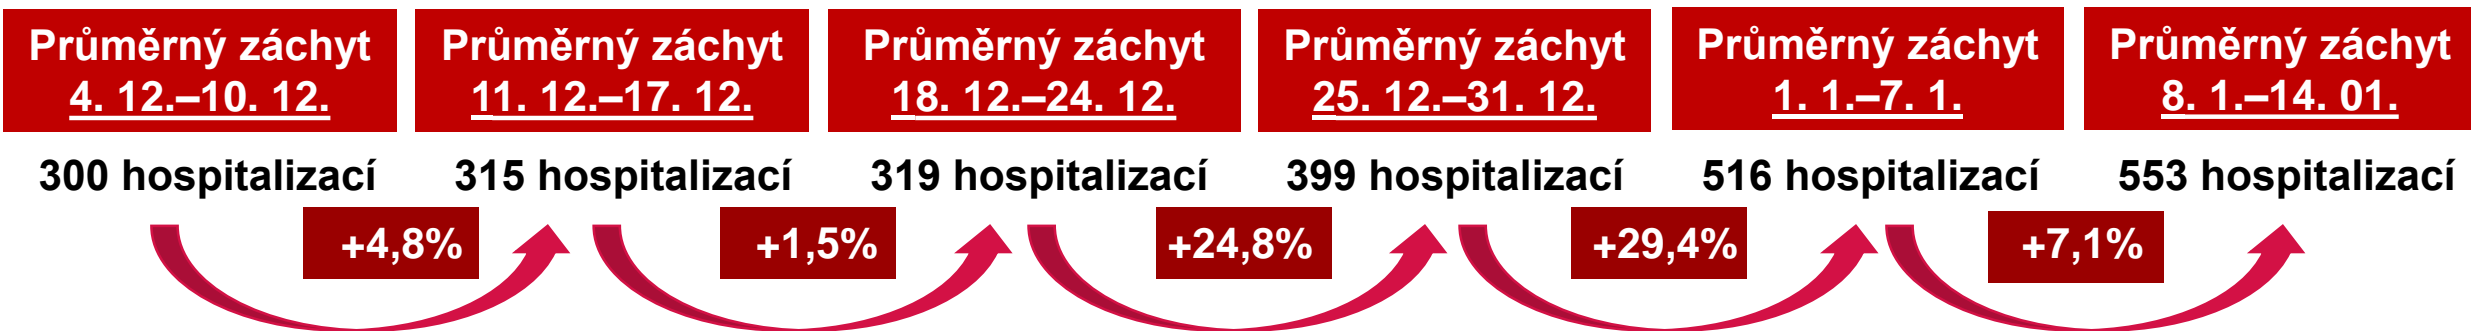 Průměrný záchyt
4. 12.–10. 12.
Průměrný záchyt
11. 12.–17. 12.
Průměrný záchyt
18. 12.–24. 12.
Průměrný záchyt
25. 12.–31. 12.
Průměrný záchyt
1. 1.–7. 1.
Průměrný záchyt
8. 1.–14. 01.
300 hospitalizací
315 hospitalizací
319 hospitalizací
399 hospitalizací
516 hospitalizací
553 hospitalizací
+4,8%
+1,5%
+24,8%
+29,4%
+7,1%